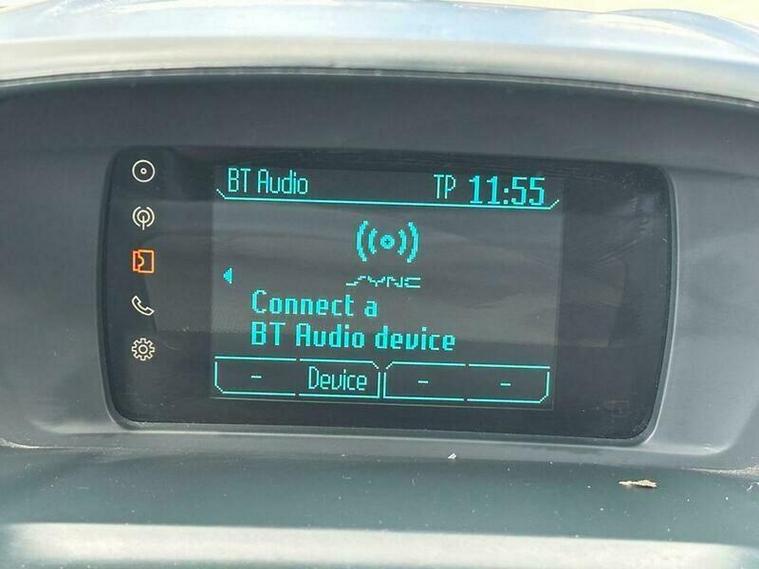 BT Audio TP 11:55
SYNC
Connect a
BT Audio device
- Device - -